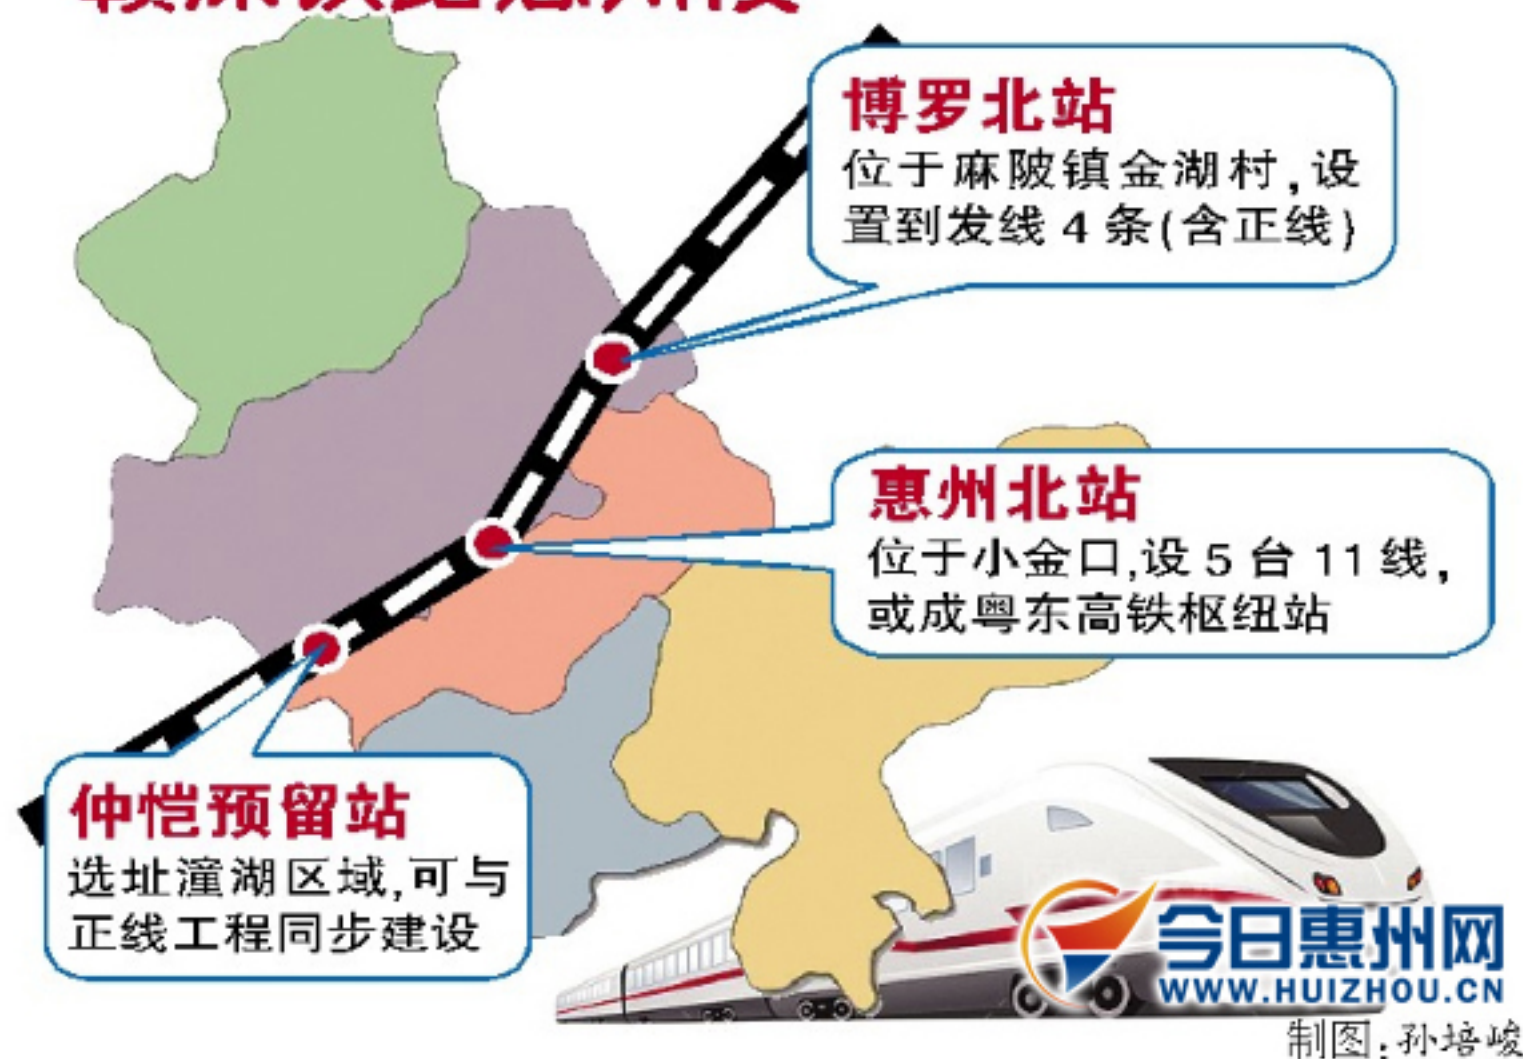 博罗北站
位于麻陂镇金湖村,设
置到发线4条(含正线)
惠州北站
位于小金口,设5台11线,
或成粤东高铁枢纽站
仲恺预留站
选址潼湖区域,可与
正线工程同步建设
今日惠州网
WWW.HUIZHOU.CN
制图:孙培峻